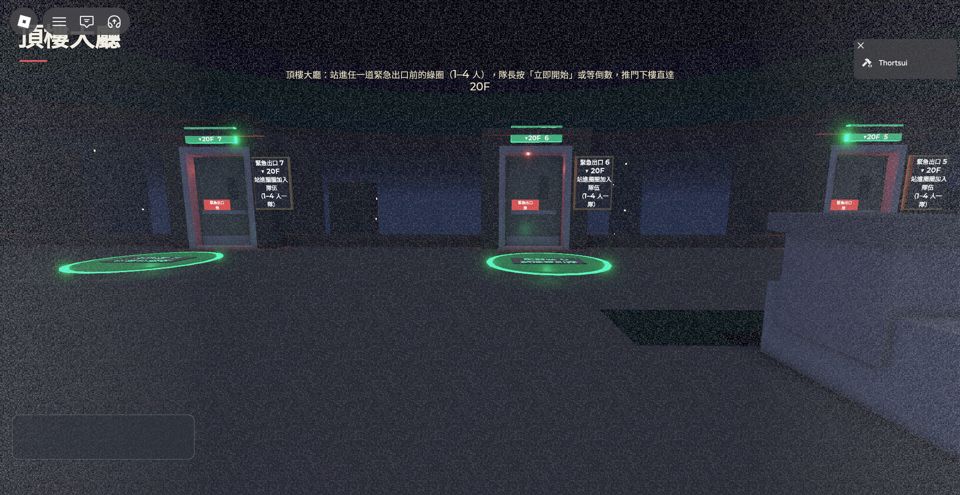 頂樓大廳
Thortsui
頂樓大廳：站進任一道緊急出口前的綠圈（1–4 人），隊長按「立即開始」或等倒數，推門下樓直達
20F
▾20F 7
緊急出口 7
▾ 20F
站進圈圈加入
隊伍
（1–4 人一
隊）
▾20F 6
緊急出口 6
▾ 20F
站進圈圈加入
隊伍
（1–4 人一
隊）
▾20F 5
緊急出口 5
▾ 20F
站進圈圈加入
隊伍
（1–4 人一
隊）